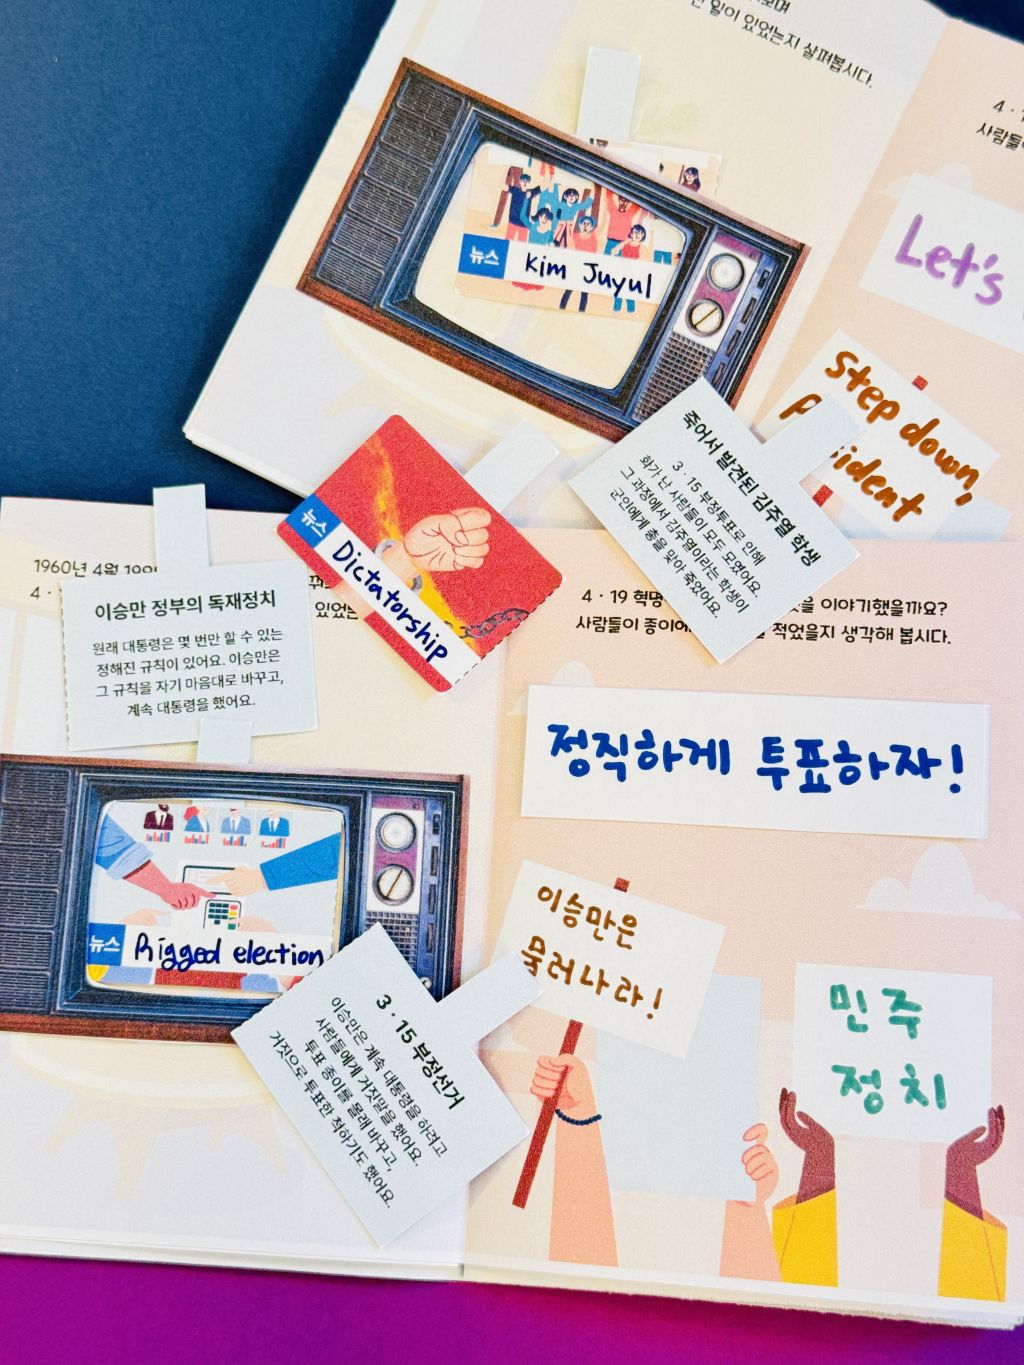 일이 있었는지 살펴봅시다.
사람들이
Let's
뉴스
Kim Juyul
Step down,
죽어서 발견된 김주열 학생
3·15 부정투표로 인해
화가 난 사람들이 모두 모였어요.
그 과정에서 김주열이라는 학생이
군인에게 총을 맞아 죽었어요.
뉴스
Dictatorship
1960년 4월 19일
이승만 정부의 독재정치
원래 대통령은 몇 번만 할 수 있는
정해진 규칙이 있어요. 이승만은
그 규칙을 자기 마음대로 바꾸고,
계속 대통령을 했어요.
4·19 혁명
이야기했을까요?
사람들이 종이에
적었을지 생각해 봅시다.
정직하게 투표하자!
뉴스
Rigged election
3·15 부정선거
이승만은 계속 대통령을 하려고
사람들에게 거짓말을 했어요.
투표 종이를 몰래 바꾸고,
거짓으로 투표한 척하기도 했어요.
이승만은
물러나라!
민주
정치